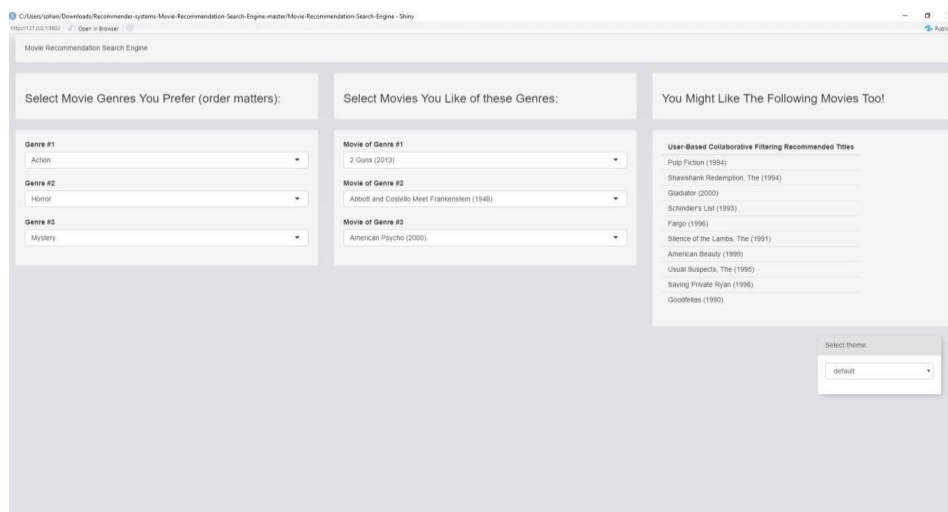 C:/Users/sohan/Downloads/Recommender-systems-Movie-Recommendation-Search-Engine-master/Movie-Recommendation-Search-Engine - Shiny
http://127.0.0.1:3602 Open in Browser
Movie Recommendation Search Engine
Select Movie Genres You Prefer (order matters):
Genre #1
Action
Genre #2
Horror
Genre #3
Mystery
Select Movies You Like of these Genres:
Movie of Genre #1
2 Guns (2013)
Movie of Genre #2
Abbott and Costello Meet Frankenstein (1948)
Movie of Genre #3
American Psycho (2000)
You Might Like The Following Movies Too!
User-Based Collaborative Filtering Recommended Titles
Pulp Fiction (1994)
Shawshank Redemption, The (1994)
Gladiator (2000)
Schindler's List (1993)
Fargo (1996)
Silence of the Lambs, The (1991)
American Beauty (1999)
Usual Suspects, The (1995)
Saving Private Ryan (1998)
Goodfellas (1990)
Select theme:
default